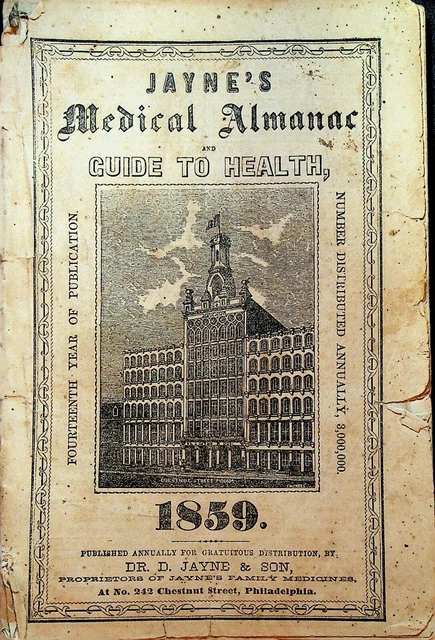 JAYNE'S
Medical Almanac
AND
GUIDE TO HEALTH,
FOURTEENTH YEAR OF PUBLICATION.
NUMBER DISTRIBUTED ANNUALLY, 3,000,000.
CHESTNUT STREET
1859.
PUBLISHED ANNUALLY FOR GRATUITOUS DISTRIBUTION, BY
DR. D. JAYNE & SON,
PROPRIETORS OF JAYNE'S FAMILY MEDICINES,
At No. 242 Chestnut Street, Philadelphia.